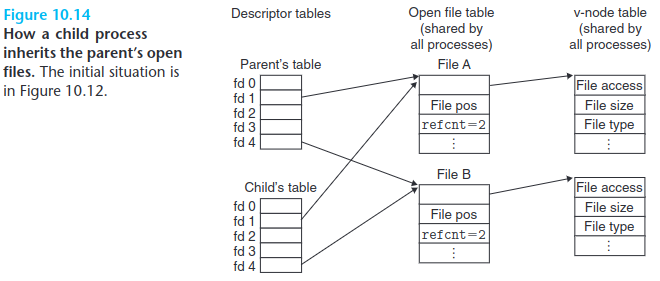 Figure 10.14
How a child process
inherits the parent's open
files. The initial situation is
in Figure 10.12.
Descriptor tables
Open file table
(shared by
all processes)
v-node table
(shared by
all processes)
Parent's table
fd 0
fd 1
fd 2
fd 3
fd 4
File A
File pos
refcnt=2
⋮
File access
File size
File type
⋮
Child's table
fd 0
fd 1
fd 2
fd 3
fd 4
File B
File pos
refcnt=2
⋮
File access
File size
File type
⋮